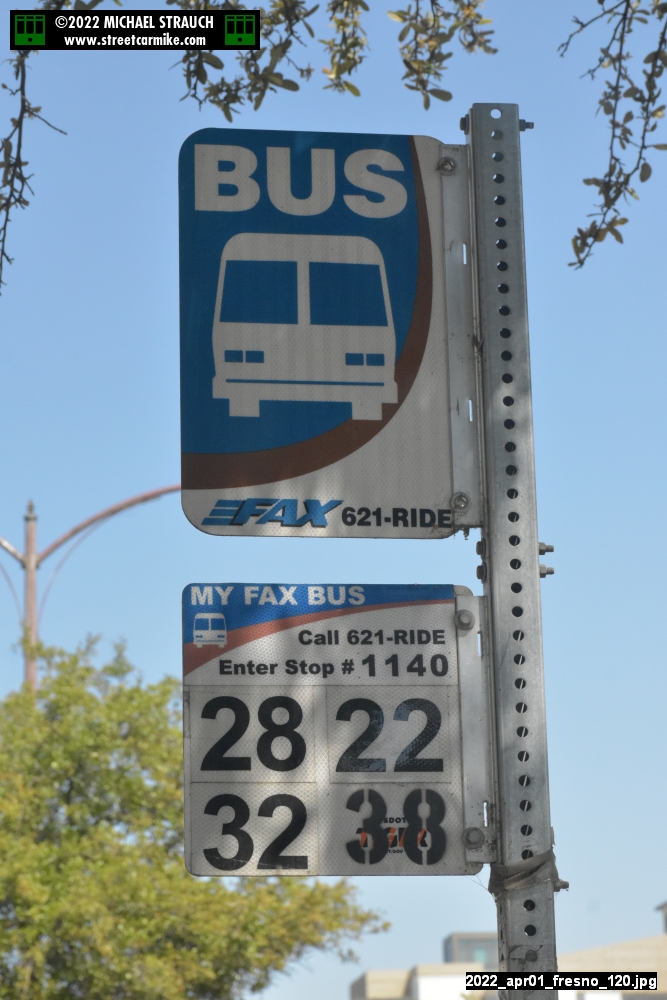 ©2022 MICHAEL STRAUCH
www.streetcarmike.com
BUS
FAX 621-RIDE
MY FAX BUS
Call 621-RIDE
Enter Stop # 1140
28 22
32 38
2022_apr01_fresno_120.jpg